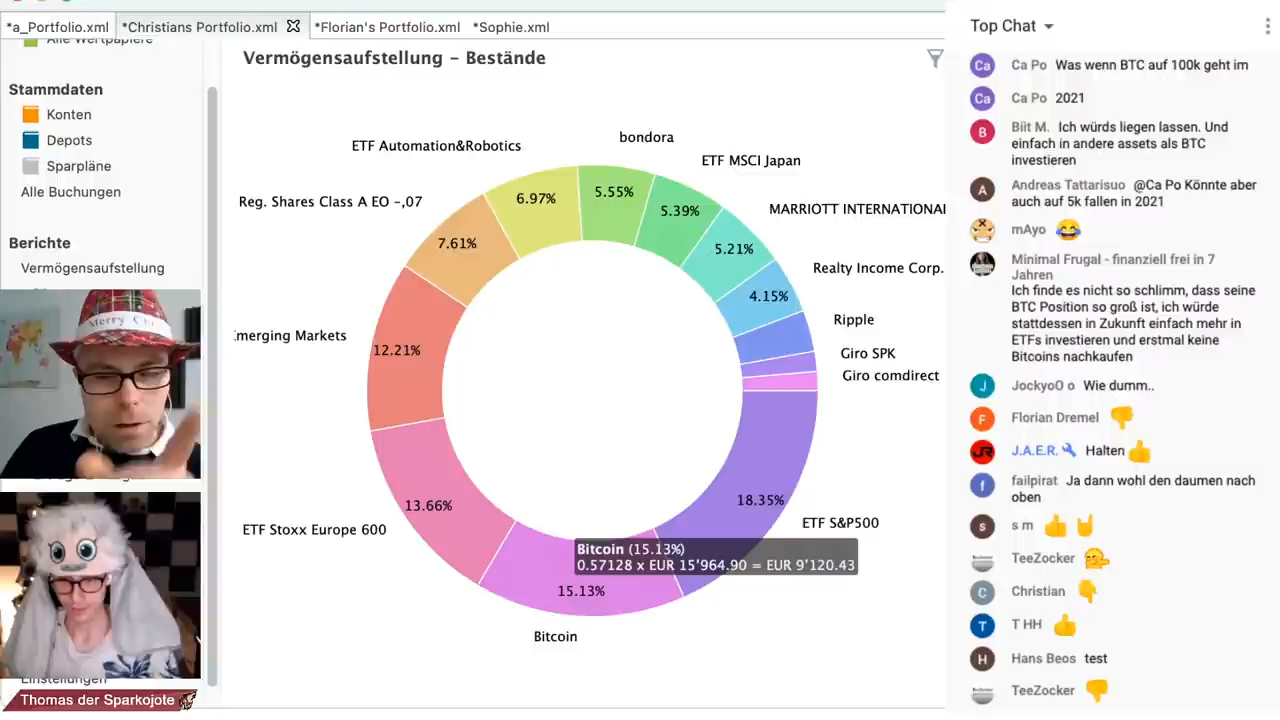 *a_Portfolio.xml
*Christians Portfolio.xml
*Florian's Portfolio.xml
*Sophie.xml
Alle Wertpapiere
Stammdaten
Konten
Depots
Sparpläne
Alle Buchungen
Berichte
Vermögensaufstellung
Merry
Thomas der Sparkojote
Vermögensaufstellung – Bestände
bondora
ETF Automation&Robotics
ETF MSCI Japan
Reg. Shares Class A EO -,07
MARRIOTT INTERNATIONAL
6.97%
5.55%
5.39%
7.61%
5.21%
Realty Income Corp.
4.15%
Ripple
merging Markets
12.21%
Giro SPK
Giro comdirect
13.66%
18.35%
ETF Stoxx Europe 600
ETF S&P500
Bitcoin (15.13%)
0.57128 x EUR 15'964.90 = EUR 9'120.43
15.13%
Bitcoin
Einstellungen
Top Chat
Ca
Ca Po Was wenn BTC auf 100k geht im
Ca
Ca Po 2021
B
Biit M. Ich würds liegen lassen. Und
einfach in andere assets als BTC
investieren
A
Andreas Tattarisuo @Ca Po Könnte aber
auch auf 5k fallen in 2021
mAyo 😂
Minimal Frugal - finanziell frei in 7
Jahren
Ich finde es nicht so schlimm, dass seine
BTC Position so groß ist, ich würde
stattdessen in Zukunft einfach mehr in
ETFs investieren und erstmal keine
Bitcoins nachkaufen
J
JockyoO o Wie dumm..
F
Florian Dremel 👎
JR
J.A.E.R. 🔧 Halten 👍
f
failpirat Ja dann wohl den daumen nach
oben
s
s m 👍 🤘
TeeZocker 🤗
C
Christian 👇
T
T HH 👍
H
Hans Beos test
TeeZocker 👎